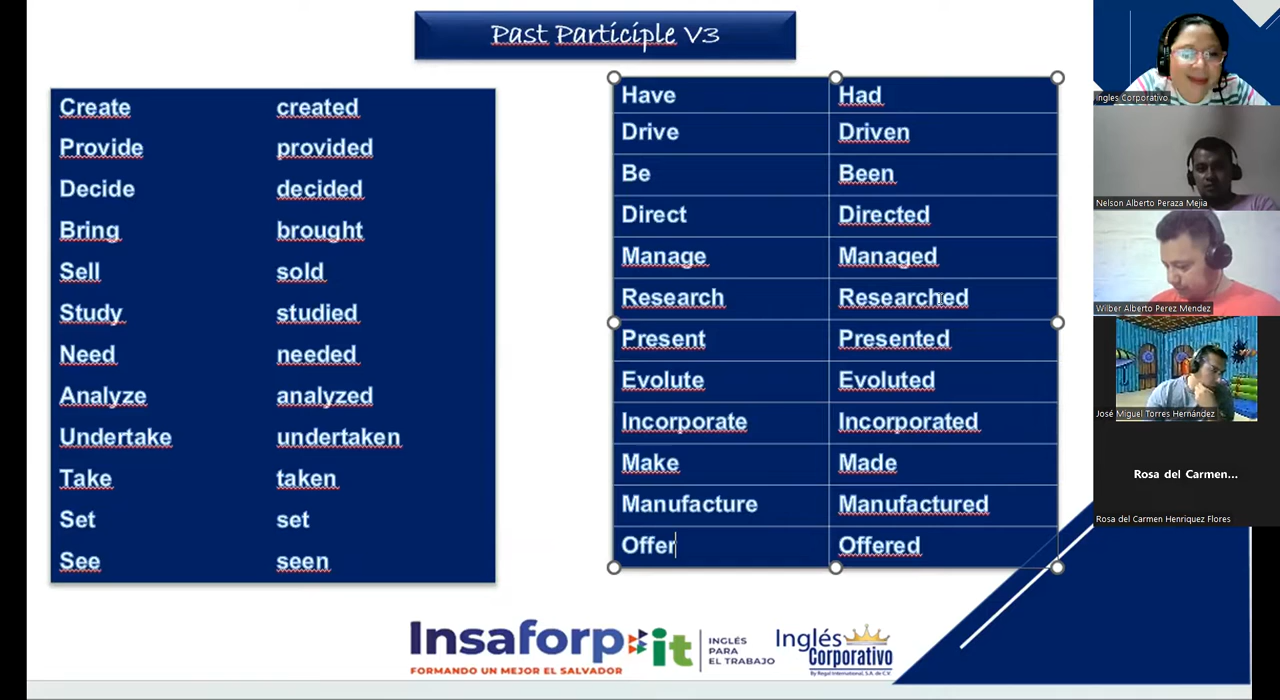 Past Participle V3
Create created
Provide provided
Decide decided
Bring brought
Sell sold
Study studied
Need needed
Analyze analyzed
Undertake undertaken
Take taken
Set set
See seen
Have Had
Drive Driven
Be Been
Direct Directed
Manage Managed
Research Researched
Present Presented
Evolute Evoluted
Incorporate Incorporated
Make Made
Manufacture Manufactured
Offer Offered
Insaforp it
FORMANDO UN MEJOR EL SALVADOR
INGLÉS
PARA
EL TRABAJO
Inglés
Corporativo
By Regal International, S.A. de C.V.
Ingles Corporativo
Nelson Alberto Peraza Mejia
Wilber Alberto Perez Mendez
José Miguel Torres Hernández
Rosa del Carmen...
Rosa del Carmen Henriquez Flores